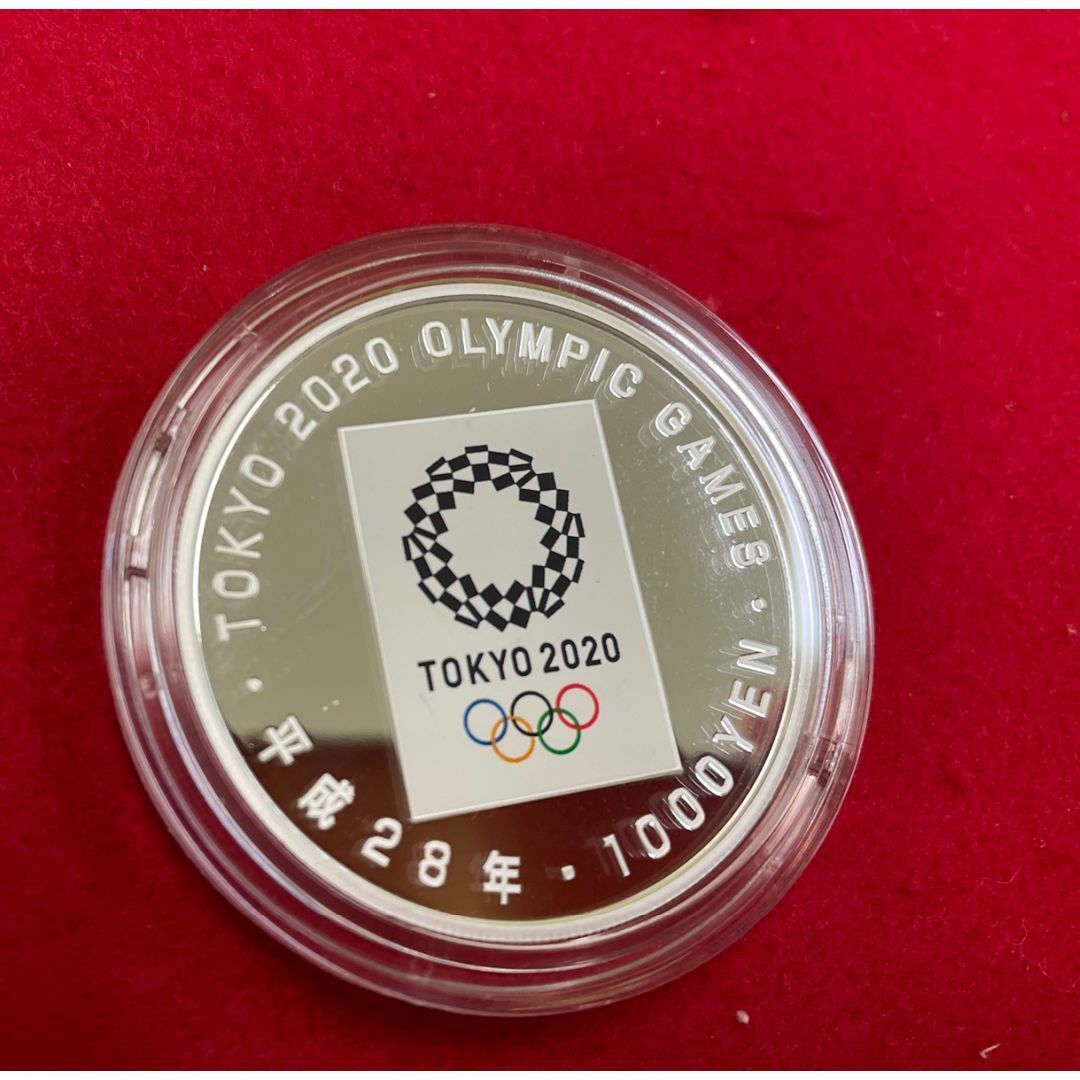 TOKYO 2020 OLYMPIC GAMES・1000YEN
TOKYO 2020
・平成28年・